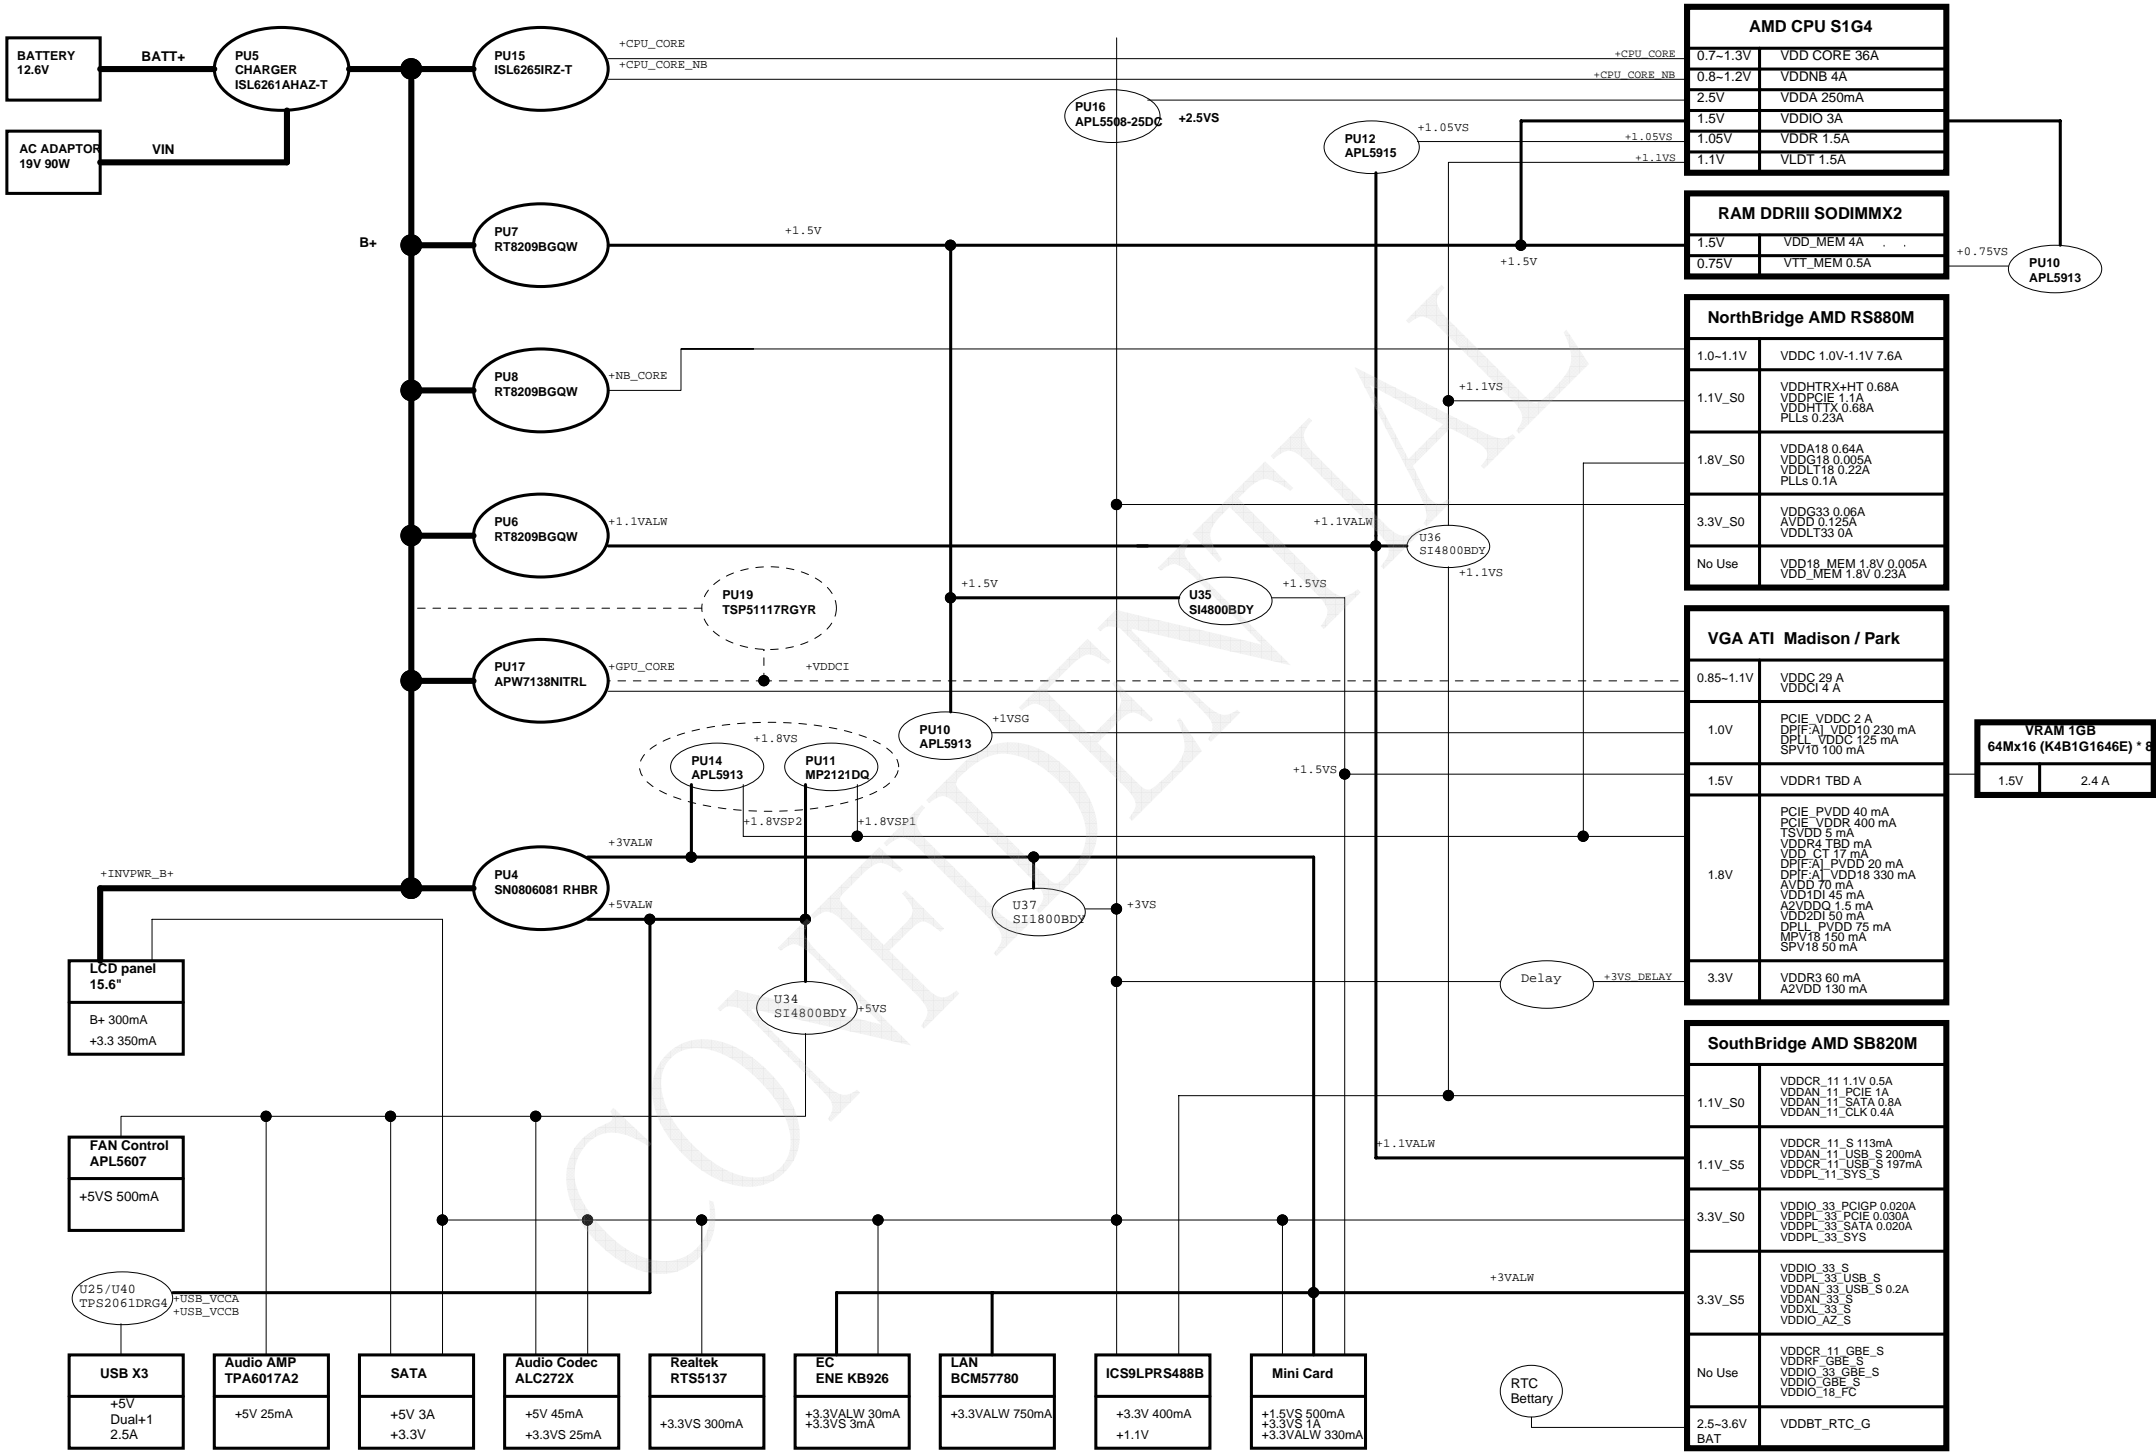 BATTERY
12.6V
BATT+
PU5
CHARGER
ISL6261AHAZ-T
AC ADAPTOR
19V 90W
VIN
B+
PU15
ISL6265IRZ-T
+CPU_CORE
+CPU_CORE_NB
+CPU_CORE
+CPU_CORE_NB
PU16
APL5508-25DC
+2.5VS
PU12
APL5915
+1.05VS
+1.05VS
+1.1VS
AMD CPU S1G4
0.7~1.3V VDD CORE 36A
0.8~1.2V VDDNB 4A
2.5V VDDA 250mA
1.5V VDDIO 3A
1.05V VDDR 1.5A
1.1V VLDT 1.5A
PU7
RT8209BGQW
+1.5V
+1.5V
RAM DDRIII SODIMMX2
1.5V VDD_MEM 4A . .
0.75V VTT_MEM 0.5A
+0.75VS
PU10
APL5913
PU8
RT8209BGQW
+NB_CORE
+1.1VS
NorthBridge AMD RS880M
1.0~1.1V VDDC 1.0V-1.1V 7.6A
1.1V_S0
VDDHTRX+HT 0.68A
VDDPCIE 1.1A
VDDHTTX 0.68A
PLLs 0.23A
1.8V_S0
VDDA18 0.64A
VDDG18 0.005A
VDDLT18 0.22A
PLLs 0.1A
3.3V_S0
VDDG33 0.06A
AVDD 0.125A
VDDLT33 0A
No Use
VDD18_MEM 1.8V 0.005A
VDD_MEM 1.8V 0.23A
PU6
RT8209BGQW
+1.1VALW
+1.1VALW
U36
SI4800BDY
+1.1VS
PU19
TSP51117RGYR
+1.5V
U35
SI4800BDY
+1.5VS
PU17
APW7138NITRL
+GPU_CORE
+VDDCI
PU10
APL5913
+1VSG
+1.8VS
PU14
APL5913
PU11
MP2121DQ
+1.8VSP2
+1.8VSP1
+1.5VS
VGA ATI Madison / Park
0.85~1.1V
VDDC 29 A
VDDCI 4 A
1.0V
PCIE_VDDC 2 A
DP[F:A]_VDD10 230 mA
DPLL_VDDC 125 mA
SPV10 100 mA
1.5V VDDR1 TBD A
1.8V
PCIE_PVDD 40 mA
PCIE_VDDR 400 mA
TSVDD 5 mA
VDDR4 TBD mA
VDD_CT 17 mA
DP[F:A]_PVDD 20 mA
DP[F:A]_VDD18 330 mA
AVDD 70 mA
VDD1DI 45 mA
A2VDDQ 1.5 mA
VDD2DI 50 mA
DPLL_PVDD 75 mA
MPV18 150 mA
SPV18 50 mA
3.3V
VDDR3 60 mA
A2VDD 130 mA
VRAM 1GB
64Mx16 (K4B1G1646E) * 8
1.5V 2.4 A
PU4
SN0806081 RHBR
+3VALW
+5VALW
+INVPWR_B+
U37
SI1800BDY
+3VS
Delay
+3VS_DELAY
LCD panel
15.6"
B+ 300mA
+3.3 350mA
U34
SI4800BDY
+5VS
FAN Control
APL5607
+5VS 500mA
SouthBridge AMD SB820M
1.1V_S0
VDDCR_11 1.1V 0.5A
VDDAN_11_PCIE 1A
VDDAN_11_SATA 0.8A
VDDAN_11_CLK 0.4A
1.1V_S5
VDDCR_11_S 113mA
VDDAN_11_USB_S 200mA
VDDCR_11_USB_S 197mA
VDDPL_11_SYS_S
3.3V_S0
VDDIO_33_PCIGP 0.020A
VDDPL_33_PCIE 0.030A
VDDPL_33_SATA 0.020A
VDDPL_33_SYS
3.3V_S5
VDDIO_33_S
VDDPL_33_USB_S
VDDAN_33_USB_S 0.2A
VDDAN_33_S
VDDXL_33_S
VDDIO_AZ_S
No Use
VDDCR_11_GBE_S
VDDRF_GBE_S
VDDIO_33_GBE_S
VDDIO_GBE_S
VDDIO_18_FC
2.5~3.6V
BAT
VDDBT_RTC_G
+1.1VALW
+3VALW
U25/U40
TPS2061DRG4
+USB_VCCA
+USB_VCCB
USB X3
+5V
Dual+1
2.5A
Audio AMP
TPA6017A2
+5V 25mA
SATA
+5V 3A
+3.3V
Audio Codec
ALC272X
+5V 45mA
+3.3VS 25mA
Realtek
RTS5137
+3.3VS 300mA
EC
ENE KB926
+3.3VALW 30mA
+3.3VS 3mA
LAN
BCM57780
+3.3VALW 750mA
ICS9LPRS488B
+3.3V 400mA
+1.1V
Mini Card
+1.5VS 500mA
+3.3VS 1A
+3.3VALW 330mA
RTC
Bettary
CONFIDENTIAL